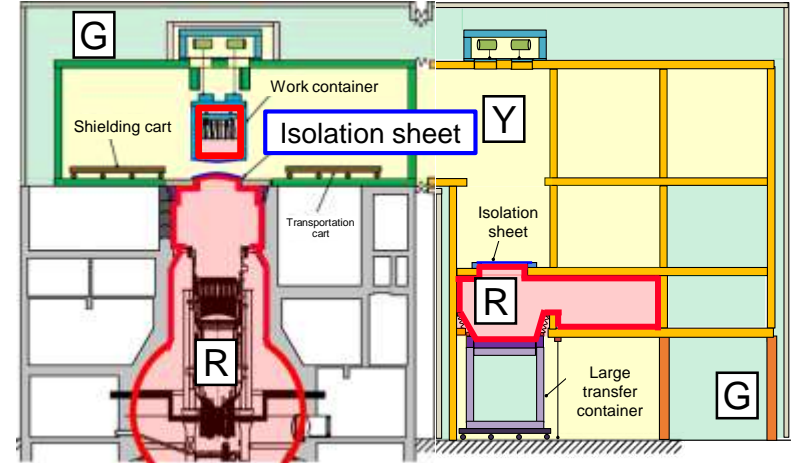 G
Work container
Shielding cart
Isolation sheet
Transportation
cart
R
Y
Isolation
sheet
R
Large
transfer
container
G